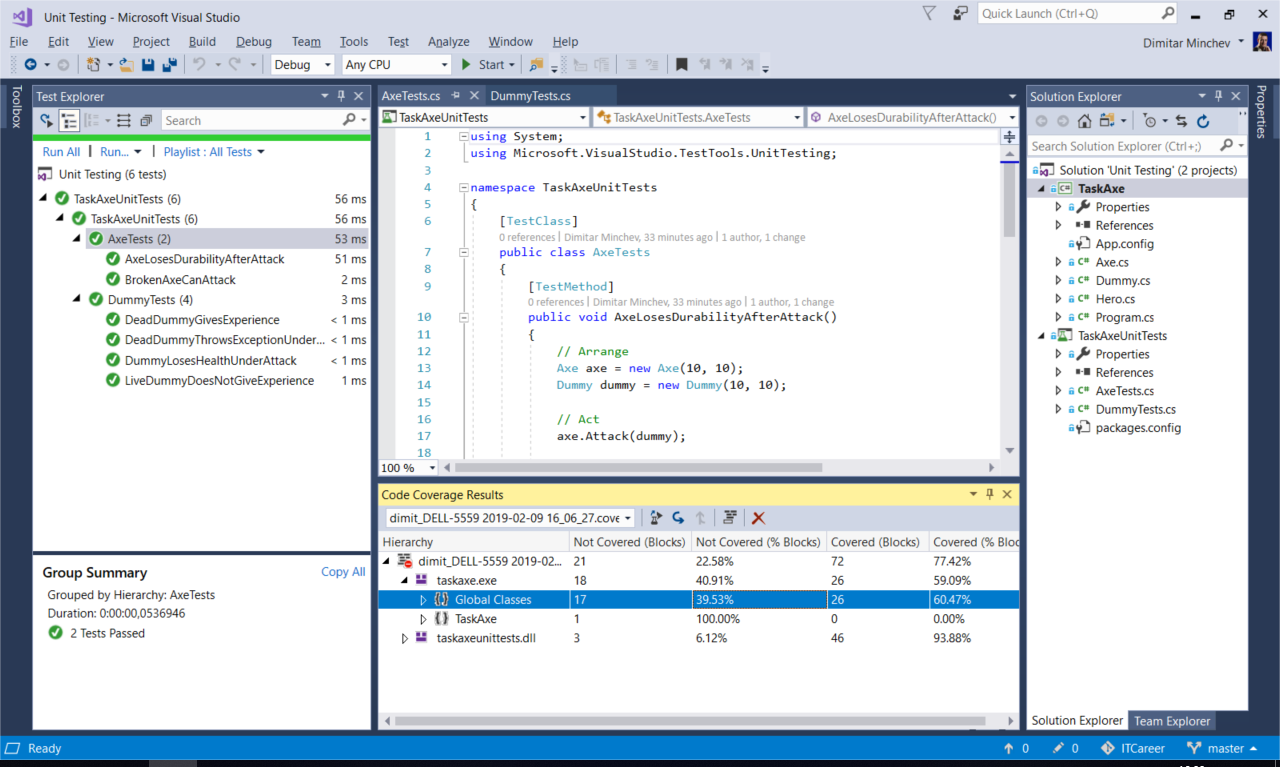 Unit Testing - Microsoft Visual Studio
Quick Launch (Ctrl+Q)
File Edit View Project Build Debug Team Tools Test Analyze Window Help
Dimitar Minchev
Debug Any CPU Start
Toolbox
Test Explorer
Search
Run All | Run... Playlist : All Tests
Unit Testing (6 tests)
TaskAxeUnitTests (6) 56 ms
TaskAxeUnitTests (6) 56 ms
AxeTests (2) 53 ms
AxeLosesDurabilityAfterAttack 51 ms
BrokenAxeCanAttack 2 ms
DummyTests (4) 3 ms
DeadDummyGivesExperience < 1 ms
DeadDummyThrowsExceptionUnder... < 1 ms
DummyLosesHealthUnderAttack < 1 ms
LiveDummyDoesNotGiveExperience 1 ms
Group Summary
Copy All
Grouped by Hierarchy: AxeTests
Duration: 0:00:00,0536946
2 Tests Passed
AxeTests.cs DummyTests.cs
TaskAxeUnitTests TaskAxeUnitTests.AxeTests AxeLosesDurabilityAfterAttack()
1 using System;
2 using Microsoft.VisualStudio.TestTools.UnitTesting;
3
4 namespace TaskAxeUnitTests
5 {
6 [TestClass]
0 references | Dimitar Minchev, 33 minutes ago | 1 author, 1 change
7 public class AxeTests
8 {
9 [TestMethod]
0 references | Dimitar Minchev, 33 minutes ago | 1 author, 1 change
10 public void AxeLosesDurabilityAfterAttack()
11 {
12 // Arrange
13 Axe axe = new Axe(10, 10);
14 Dummy dummy = new Dummy(10, 10);
15
16 // Act
17 axe.Attack(dummy);
18
100 %
Code Coverage Results
dimit_DELL-5559 2019-02-09 16_06_27.cove
Hierarchy Not Covered (Blocks) Not Covered (% Blocks) Covered (Blocks) Covered (% Bloc
dimit_DELL-5559 2019-02... 21 22.58% 72 77.42%
taskaxe.exe 18 40.91% 26 59.09%
Global Classes 17 39.53% 26 60.47%
TaskAxe 1 100.00% 0 0.00%
taskaxeunittests.dll 3 6.12% 46 93.88%
Solution Explorer
Search Solution Explorer (Ctrl+;)
Solution 'Unit Testing' (2 projects)
TaskAxe
Properties
References
App.config
Axe.cs
Dummy.cs
Hero.cs
Program.cs
TaskAxeUnitTests
Properties
References
AxeTests.cs
DummyTests.cs
packages.config
Solution Explorer Team Explorer
Properties
Ready 0 0 ITCareer master